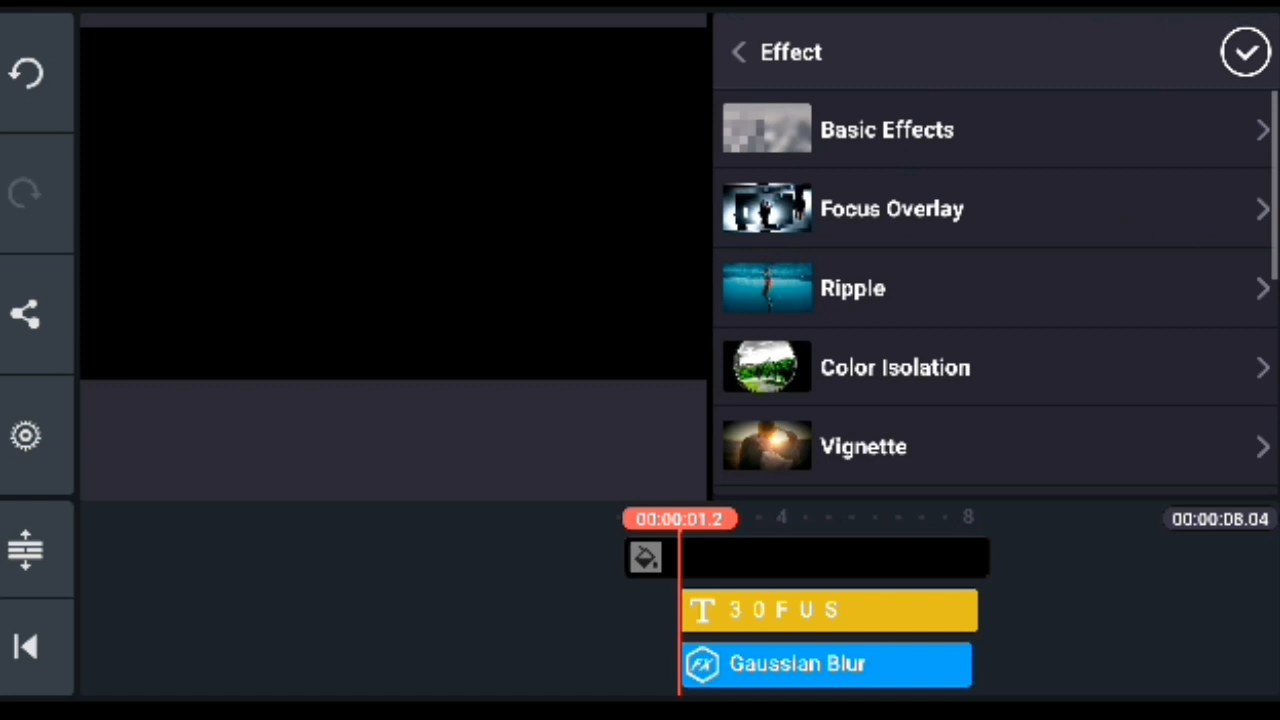 Effect
Basic Effects
Focus Overlay
Ripple
Color Isolation
Vignette
00:00:01.2 4 8 00:00:08.04
T 3 0 F U S
FX Gaussian Blur